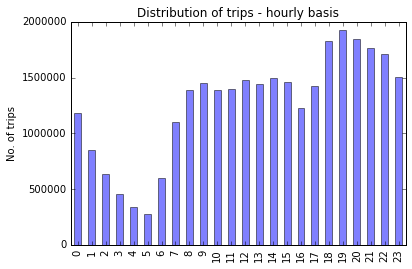 Distribution of trips - hourly basis
No. of trips
2000000
1500000
1000000
500000
0
0 1 2 3 4 5 6 7 8 9 10 11 12 13 14 15 16 17 18 19 20 21 22 23